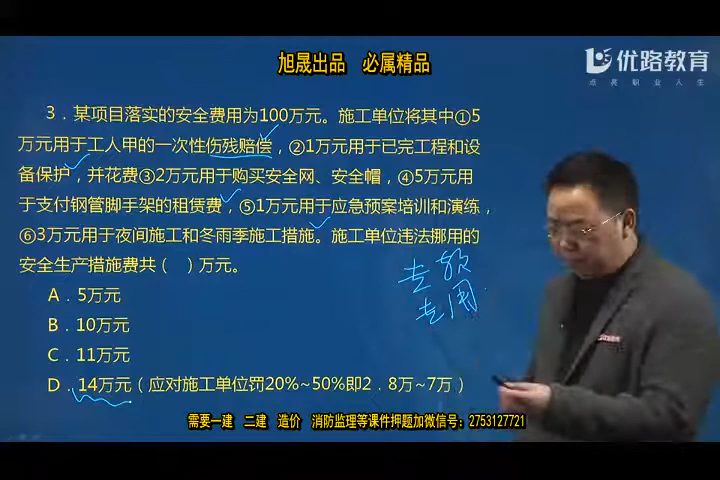 旭晟出品 必属精品
优路教育
点亮职业人生
3．某项目落实的安全费用为100万元。施工单位将其中①5
万元用于工人甲的一次性伤残赔偿，②1万元用于已完工程和设
备保护，并花费③2万元用于购买安全网、安全帽，④5万元用
于支付钢管脚手架的租赁费，⑤1万元用于应急预案培训和演练，
⑥3万元用于夜间施工和冬雨季施工措施。施工单位违法挪用的
安全生产措施费共（ ）万元。
专款
专用
A．5万元
B．10万元
C．11万元
D．14万元（应对施工单位罚20%~50%即2．8万~7万）
需要一建 二建 造价 消防监理等课件押题加微信号：2753127721